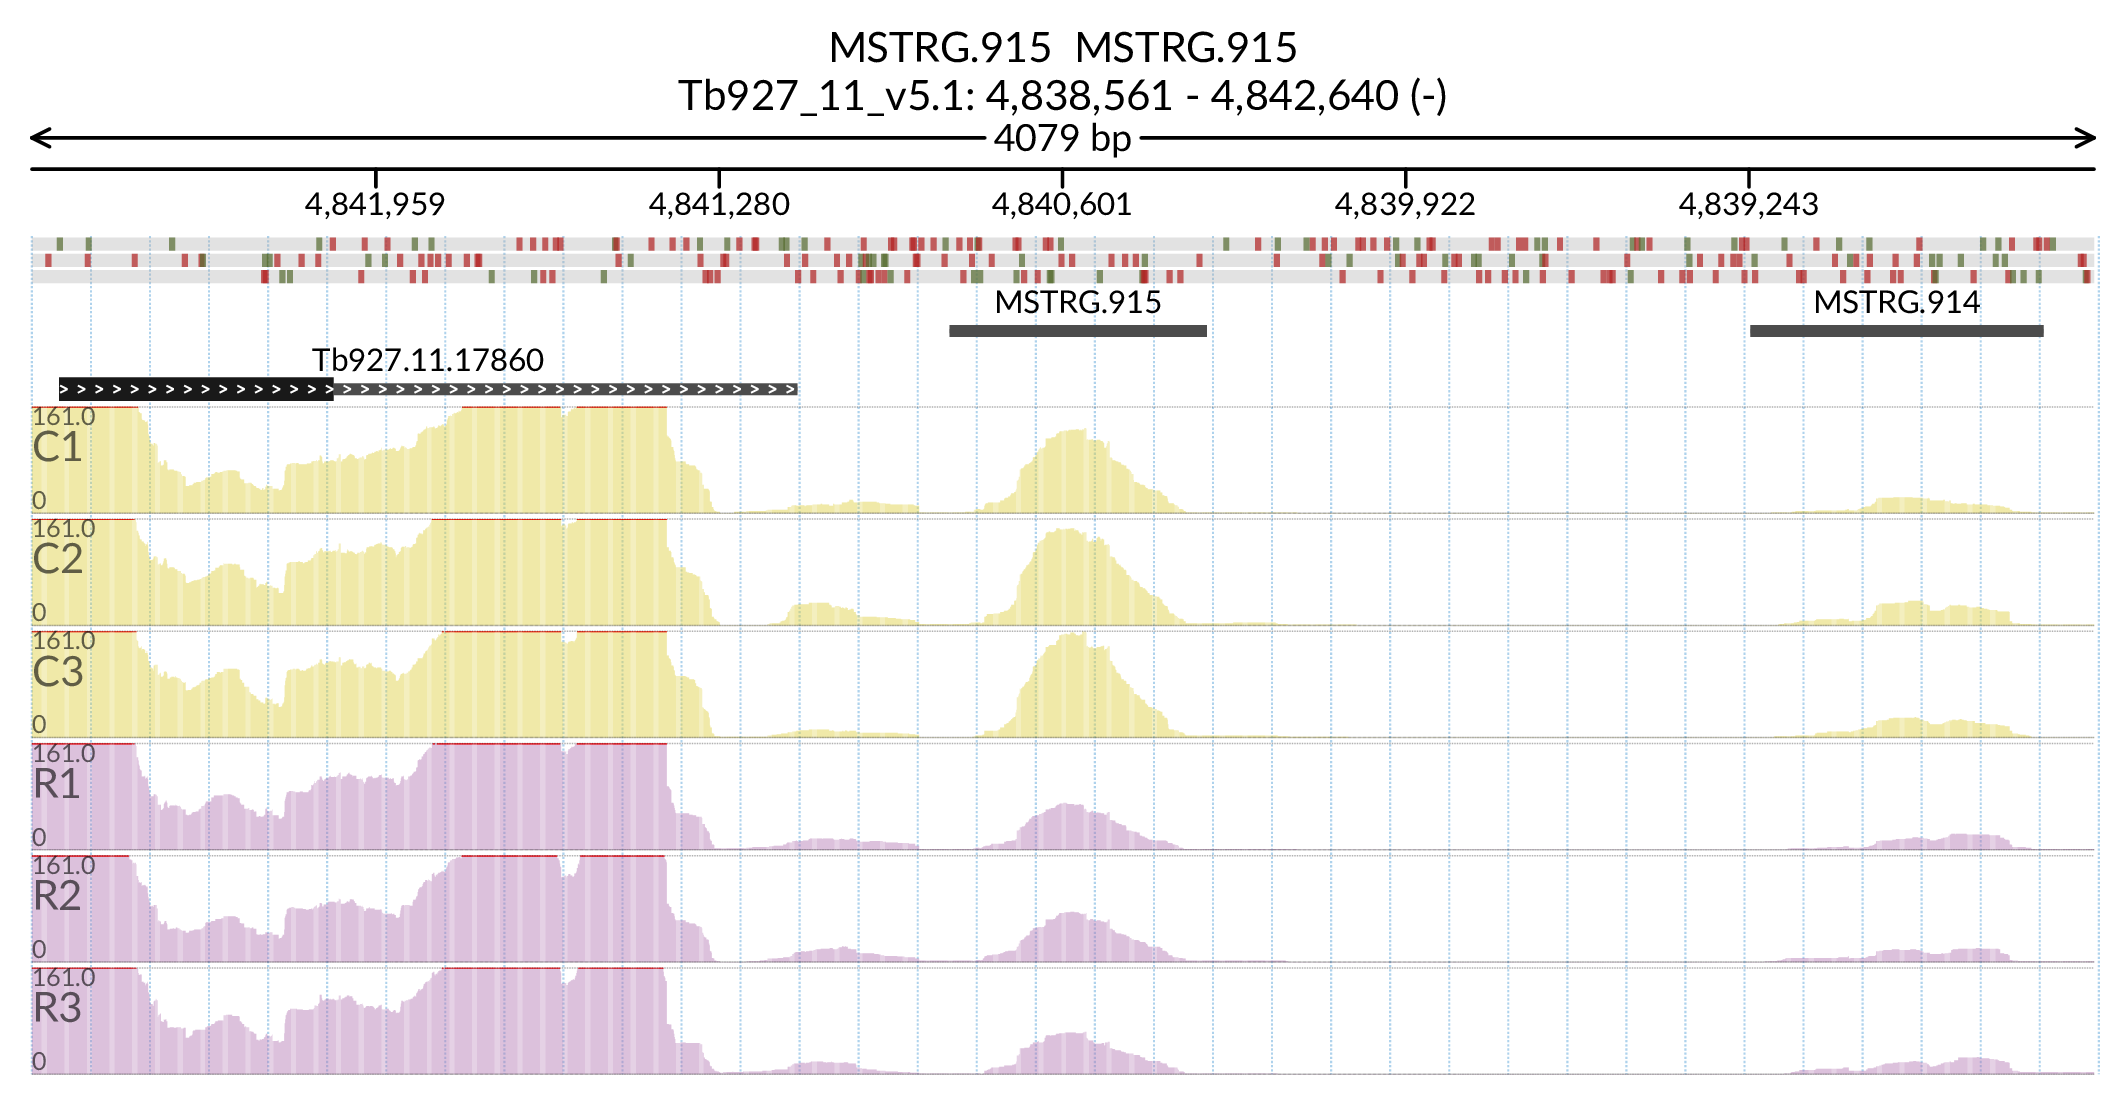 MSTRG.915  MSTRG.915
Tb927_11_v5.1: 4,838,561 - 4,842,640 (-)
4079 bp
4,841,959 4,841,280 4,840,601 4,839,922 4,839,243
MSTRG.915 MSTRG.914
Tb927.11.17860
161.0
C1
0
161.0
C2
0
161.0
C3
0
161.0
R1
0
161.0
R2
0
161.0
R3
0